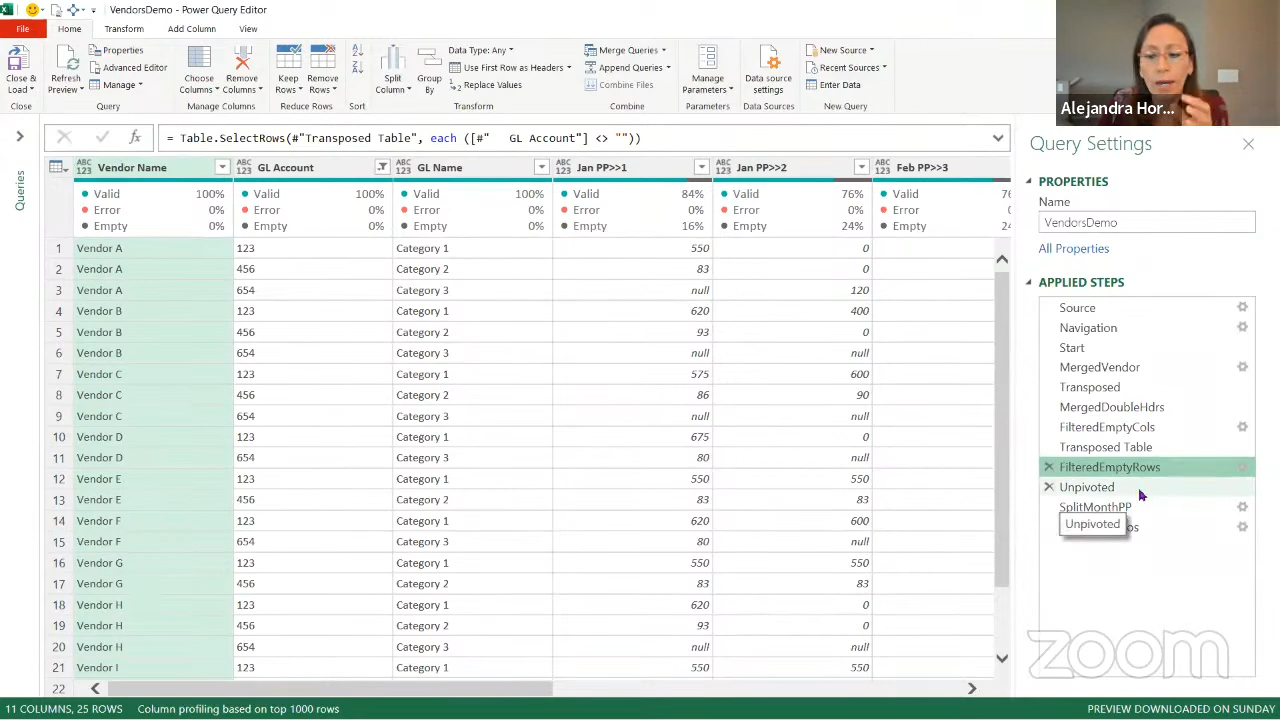 VendorsDemo - Power Query Editor
File Home Transform Add Column View
Close & Load
Refresh Preview
Properties
Advanced Editor
Manage
Choose Columns
Remove Columns
Keep Rows
Remove Rows
Split Column
Group By
Data Type: Any
Use First Row as Headers
Replace Values
Merge Queries
Append Queries
Combine Files
Manage Parameters
Data source settings
New Source
Recent Sources
Enter Data
Close Query Manage Columns Reduce Rows Sort Transform Combine Parameters Data Sources New Query
Alejandra Hor...
= Table.SelectRows(#"Transposed Table", each ([#"   GL Account"] <> ""))
Queries
ABC 123 Vendor Name ABC 123 GL Account ABC 123 GL Name ABC 123 Jan PP>>1 ABC 123 Jan PP>>2 ABC 123 Feb PP>>3
Valid 100% Valid 100% Valid 100% Valid 84% Valid 76% Valid
Error 0% Error 0% Error 0% Error 0% Error 0% Error
Empty 0% Empty 0% Empty 0% Empty 16% Empty 24% Empty
1 Vendor A 123 Category 1 550 0
2 Vendor A 456 Category 2 83 0
3 Vendor A 654 Category 3 null 120
4 Vendor B 123 Category 1 620 400
5 Vendor B 456 Category 2 93 0
6 Vendor B 654 Category 3 null null
7 Vendor C 123 Category 1 575 600
8 Vendor C 456 Category 2 86 90
9 Vendor C 654 Category 3 null null
10 Vendor D 123 Category 1 675 0
11 Vendor D 654 Category 3 80 null
12 Vendor E 123 Category 1 550 550
13 Vendor E 456 Category 2 83 83
14 Vendor F 123 Category 1 620 600
15 Vendor F 654 Category 3 80 null
16 Vendor G 123 Category 1 550 550
17 Vendor G 456 Category 2 83 83
18 Vendor H 123 Category 1 620 0
19 Vendor H 456 Category 2 93 0
20 Vendor H 654 Category 3 null null
21 Vendor I 123 Category 1 550 550
22
Query Settings
PROPERTIES
Name
VendorsDemo
All Properties
APPLIED STEPS
Source
Navigation
Start
MergedVendor
Transposed
MergedDoubleHdrs
FilteredEmptyCols
Transposed Table
FilteredEmptyRows
Unpivoted
SplitMonthPP
Unpivoted
zoom
11 COLUMNS, 25 ROWS Column profiling based on top 1000 rows PREVIEW DOWNLOADED ON SUNDAY